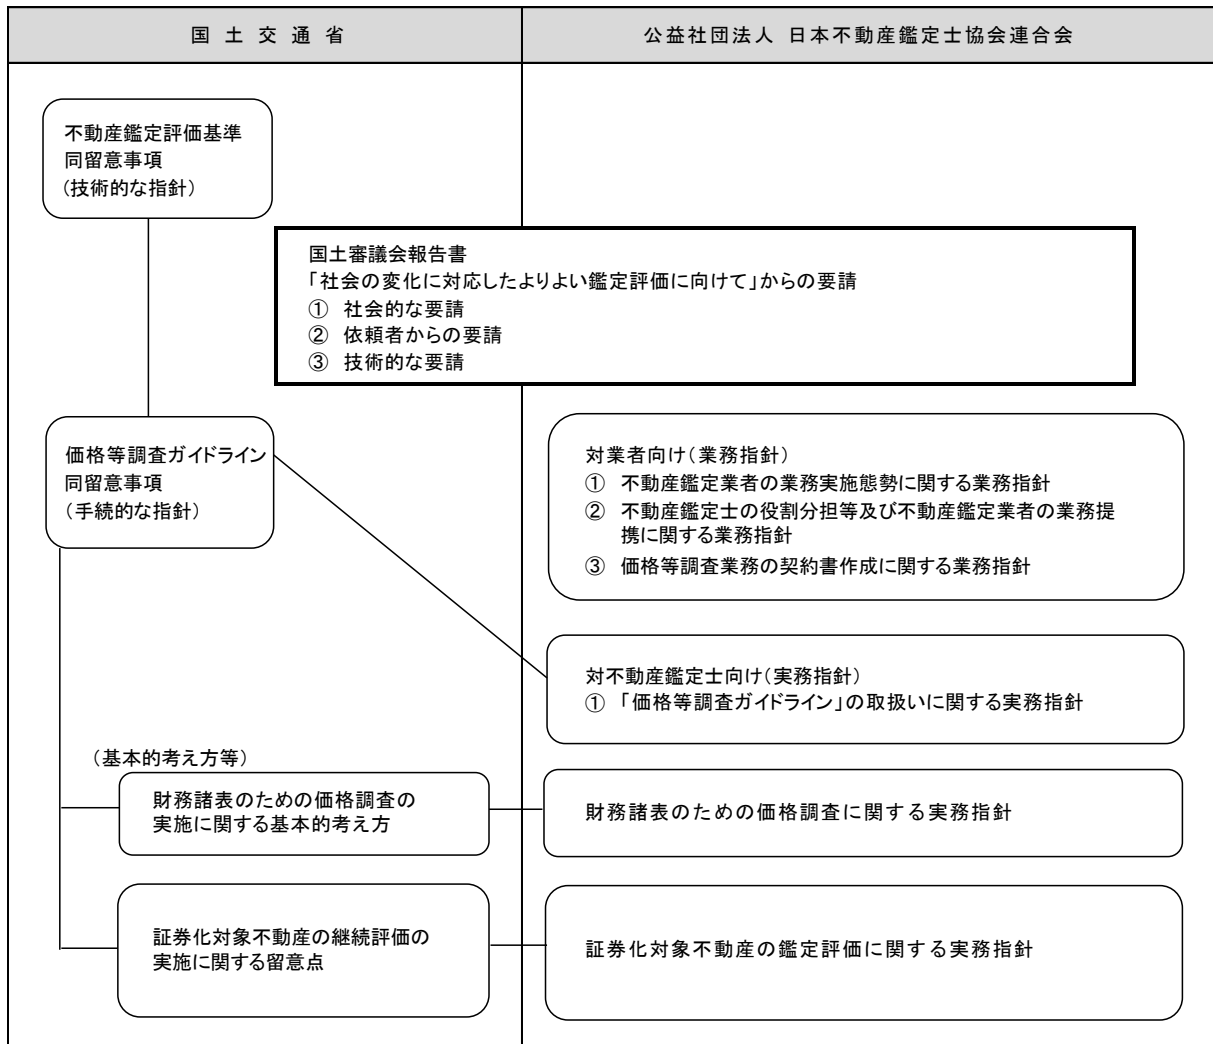 国土交通省
公益社団法人 日本不動産鑑定士協会連合会
不動産鑑定評価基準
同留意事項
(技術的な指針)
国土審議会報告書
「社会の変化に対応したよりよい鑑定評価に向けて」からの要請
① 社会的な要請
② 依頼者からの要請
③ 技術的な要請
価格等調査ガイドライン
同留意事項
(手続的な指針)
対業者向け(業務指針)
① 不動産鑑定業者の業務実施態勢に関する業務指針
② 不動産鑑定士の役割分担等及び不動産鑑定業者の業務提
携に関する業務指針
③ 価格等調査業務の契約書作成に関する業務指針
対不動産鑑定士向け(実務指針)
① 「価格等調査ガイドライン」の取扱いに関する実務指針
(基本的考え方等)
財務諸表のための価格調査の
実施に関する基本的考え方
財務諸表のための価格調査に関する実務指針
証券化対象不動産の継続評価の
実施に関する留意点
証券化対象不動産の鑑定評価に関する実務指針